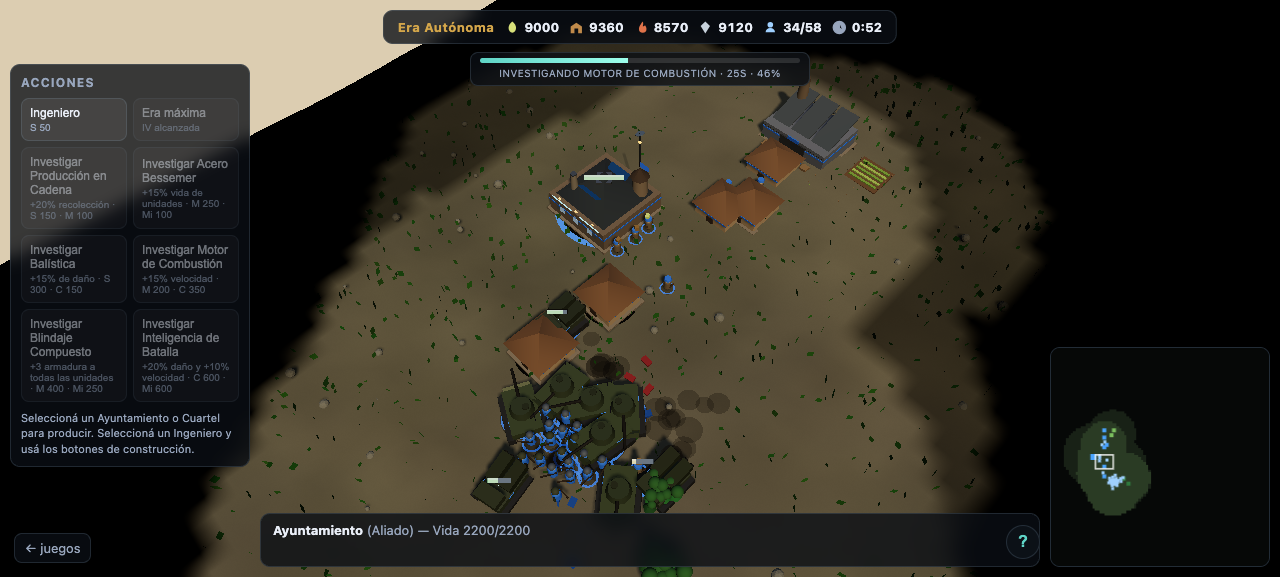 Era Autónoma 9000 9360 8570 9120 34/58 0:52
INVESTIGANDO MOTOR DE COMBUSTIÓN · 25S · 46%
ACCIONES
Ingeniero
S 50
Era máxima
IV alcanzada
Investigar
Producción en
Cadena
+20% recolección ·
S 150 · M 100
Investigar Acero
Bessemer
+15% vida de
unidades · M 250 ·
Mi 100
Investigar
Balística
+15% de daño · S
300 · C 150
Investigar Motor
de Combustión
+15% velocidad ·
M 200 · C 350
Investigar
Blindaje
Compuesto
+3 armadura a
todas las unidades
· M 400 · Mi 250
Investigar
Inteligencia de
Batalla
+20% daño y +10%
velocidad · C 600 ·
Mi 600
Seleccioná un Ayuntamiento o Cuartel
para producir. Seleccioná un Ingeniero y
usá los botones de construcción.
← juegos
Ayuntamiento (Aliado) — Vida 2200/2200
?